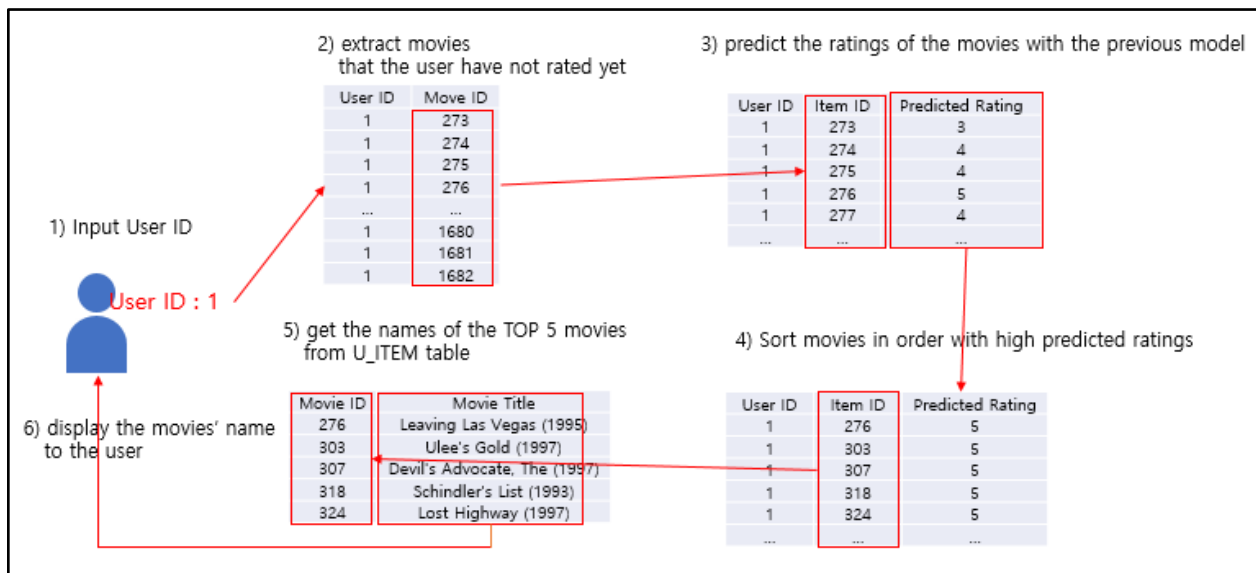 1) Input User ID
User ID : 1
2) extract movies
that the user have not rated yet
User ID Move ID
1 273
1 274
1 275
1 276
... ...
1 1680
1 1681
1 1682
3) predict the ratings of the movies with the previous model
User ID Item ID Predicted Rating
1 273 3
1 274 4
1 275 4
1 276 5
1 277 4
... ... ...
4) Sort movies in order with high predicted ratings
User ID Item ID Predicted Rating
1 276 5
1 303 5
1 307 5
1 318 5
1 324 5
... ... ...
5) get the names of the TOP 5 movies
from U_ITEM table
Movie ID Movie Title
276 Leaving Las Vegas (1995)
303 Ulee's Gold (1997)
307 Devil's Advocate, The (1997)
318 Schindler's List (1993)
324 Lost Highway (1997)
6) display the movies' name
to the user